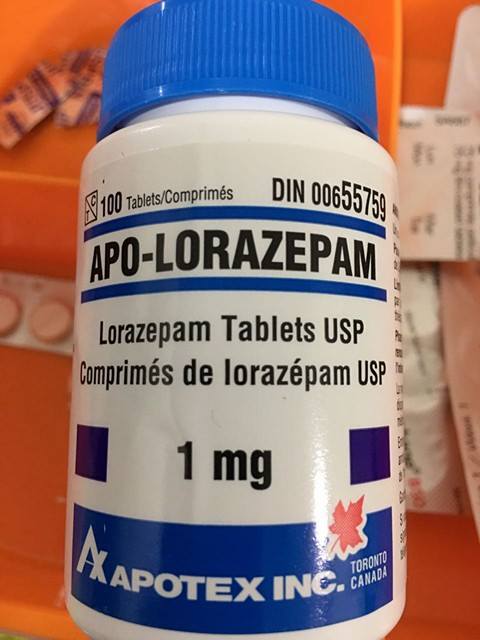 100 Tablets/Comprimés DIN 00655759
APO-LORAZEPAM
Lorazepam Tablets USP
Comprimés de lorazépam USP
1 mg
APOTEX INC.
TORONTO
CANADA